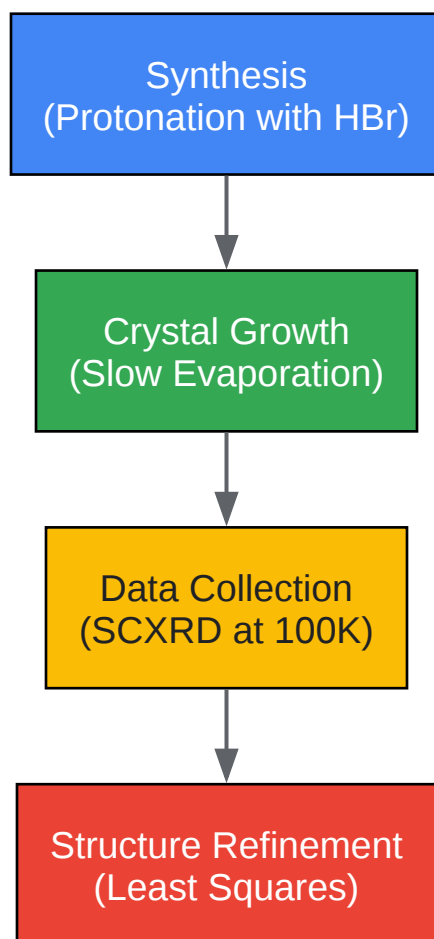 Synthesis
(Protonation with HBr)
Crystal Growth
(Slow Evaporation)
Data Collection
(SCXRD at 100K)
Structure Refinement
(Least Squares)